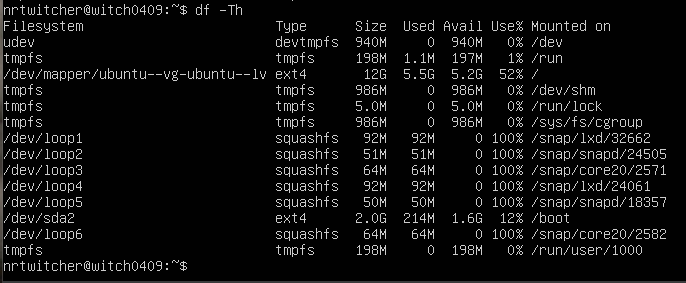 nrtwitcher@witch0409:~$ df -Th
Filesystem Type Size Used Avail Use% Mounted on
udev devtmpfs 940M 0 940M 0% /dev
tmpfs tmpfs 198M 1.1M 197M 1% /run
/dev/mapper/ubuntu--vg-ubuntu--lv ext4 12G 5.5G 5.2G 52% /
tmpfs tmpfs 986M 0 986M 0% /dev/shm
tmpfs tmpfs 5.0M 0 5.0M 0% /run/lock
tmpfs tmpfs 986M 0 986M 0% /sys/fs/cgroup
/dev/loop1 squashfs 92M 92M 0 100% /snap/lxd/32662
/dev/loop2 squashfs 51M 51M 0 100% /snap/snapd/24505
/dev/loop3 squashfs 64M 64M 0 100% /snap/core20/2571
/dev/loop4 squashfs 92M 92M 0 100% /snap/lxd/24061
/dev/loop5 squashfs 50M 50M 0 100% /snap/snapd/18357
/dev/sda2 ext4 2.0G 214M 1.6G 12% /boot
/dev/loop6 squashfs 64M 64M 0 100% /snap/core20/2582
tmpfs tmpfs 198M 0 198M 0% /run/user/1000
nrtwitcher@witch0409:~$